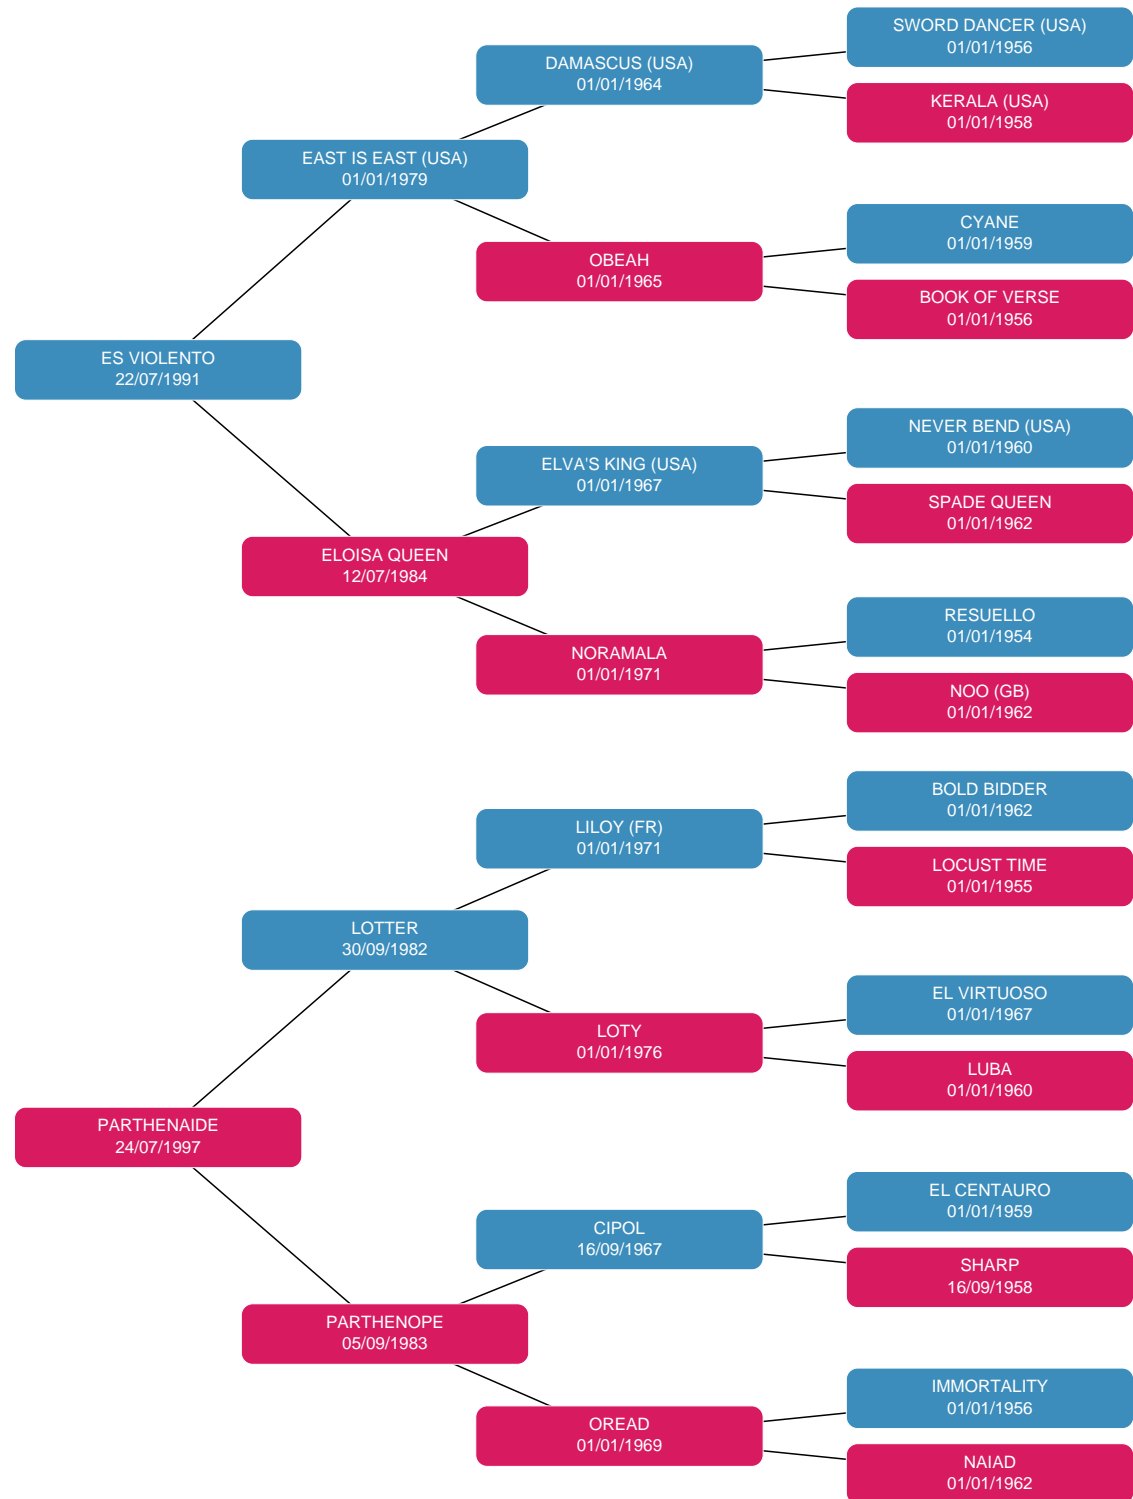 SWORD DANCER (USA)
01/01/1956
DAMASCUS (USA)
01/01/1964
KERALA (USA)
01/01/1958
EAST IS EAST (USA)
01/01/1979
CYANE
01/01/1959
OBEAH
01/01/1965
BOOK OF VERSE
01/01/1956
ES VIOLENTO
22/07/1991
NEVER BEND (USA)
01/01/1960
ELVA'S KING (USA)
01/01/1967
SPADE QUEEN
01/01/1962
ELOISA QUEEN
12/07/1984
RESUELLO
01/01/1954
NORAMALA
01/01/1971
NOO (GB)
01/01/1962
BOLD BIDDER
01/01/1962
LILOY (FR)
01/01/1971
LOCUST TIME
01/01/1955
LOTTER
30/09/1982
EL VIRTUOSO
01/01/1967
LOTY
01/01/1976
LUBA
01/01/1960
PARTHENAIDE
24/07/1997
EL CENTAURO
01/01/1959
CIPOL
16/09/1967
SHARP
16/09/1958
PARTHENOPE
05/09/1983
IMMORTALITY
01/01/1956
OREAD
01/01/1969
NAIAD
01/01/1962